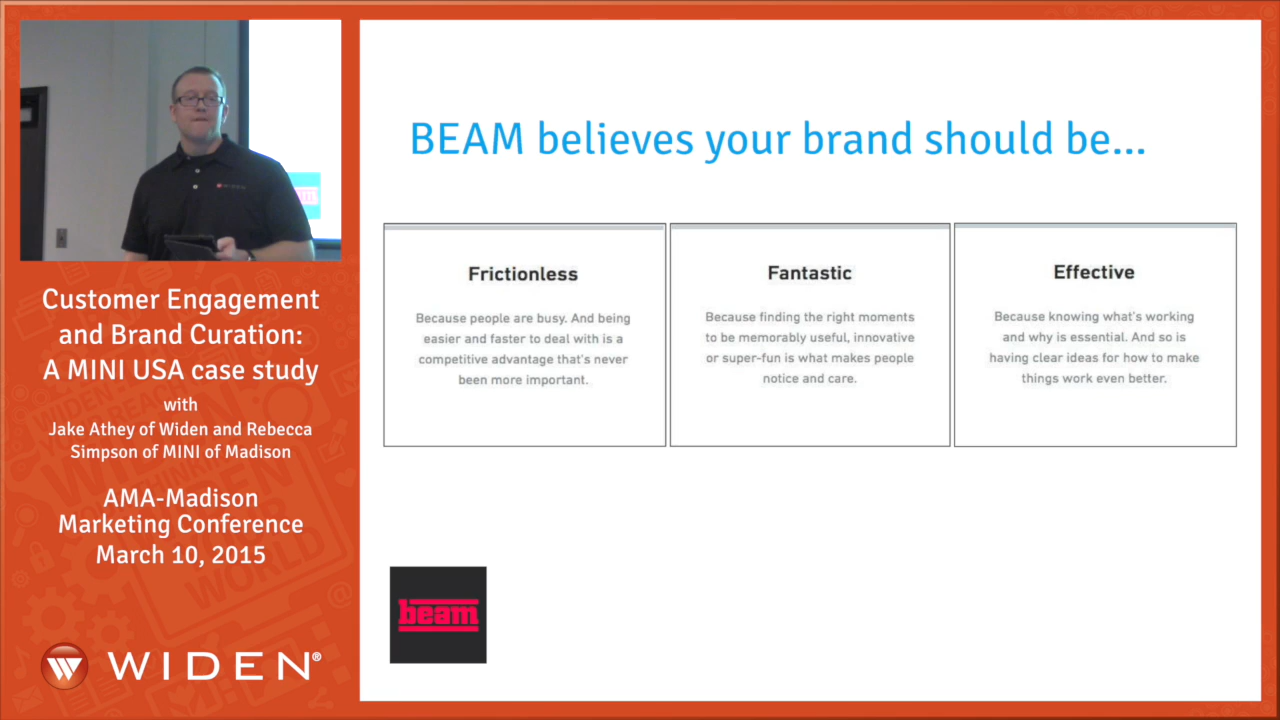 Customer Engagement
and Brand Curation:
A MINI USA case study
with
Jake Athey of Widen and Rebecca
Simpson of MINI of Madison
AMA-Madison
Marketing Conference
March 10, 2015
WIDEN®
BEAM believes your brand should be...
Frictionless
Because people are busy. And being
easier and faster to deal with is a
competitive advantage that's never
been more important.
Fantastic
Because finding the right moments
to be memorably useful, innovative
or super-fun is what makes people
notice and care.
Effective
Because knowing what's working
and why is essential. And so is
having clear ideas for how to make
things work even better.
beam